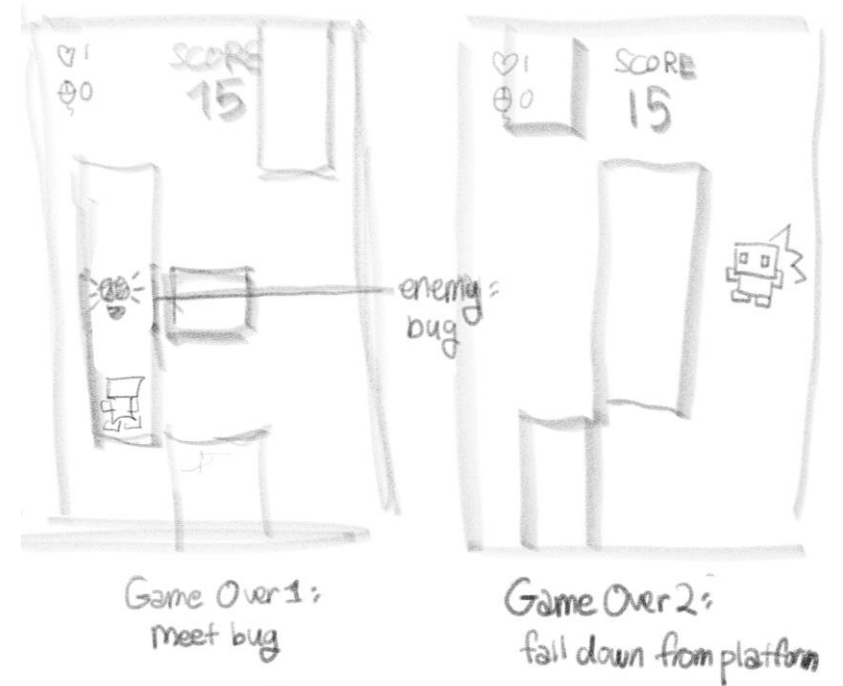 ♡1
SCORE
0
15
enemy:
bug
Game Over 1:
meet bug
♡1
SCORE
0
15
Game Over 2:
fall down from platform